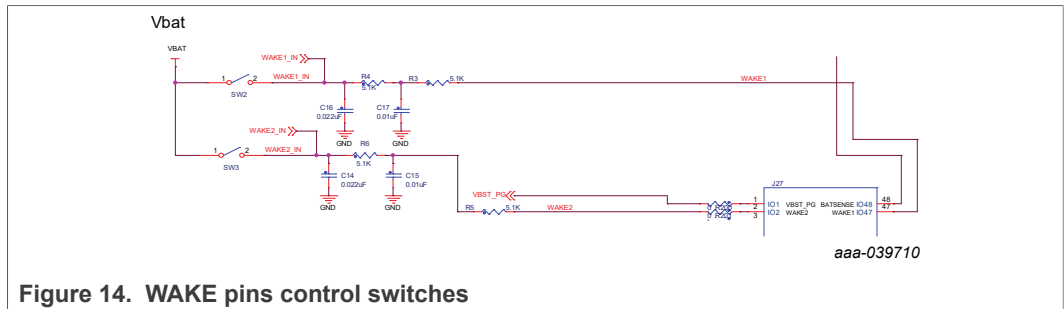 Vbat
VBAT
WAKE1_IN
1 2 WAKE1_IN R4 R3 5.1K WAKE1
5.1K
SW2
C16 C17
0.022uF 0.01uF
GND GND
WAKE2_IN
1 2 WAKE2_IN R6
5.1K
SW3
C14 C15
0.022uF 0.01uF
GND GND
J27
VBST_PG 1 IO1 VBST_PG BATSENSE IO48 48
R5 5.1K WAKE2 2 IO2 WAKE2 WAKE1 IO47 47
3
aaa-039710
Figure 14. WAKE pins control switches